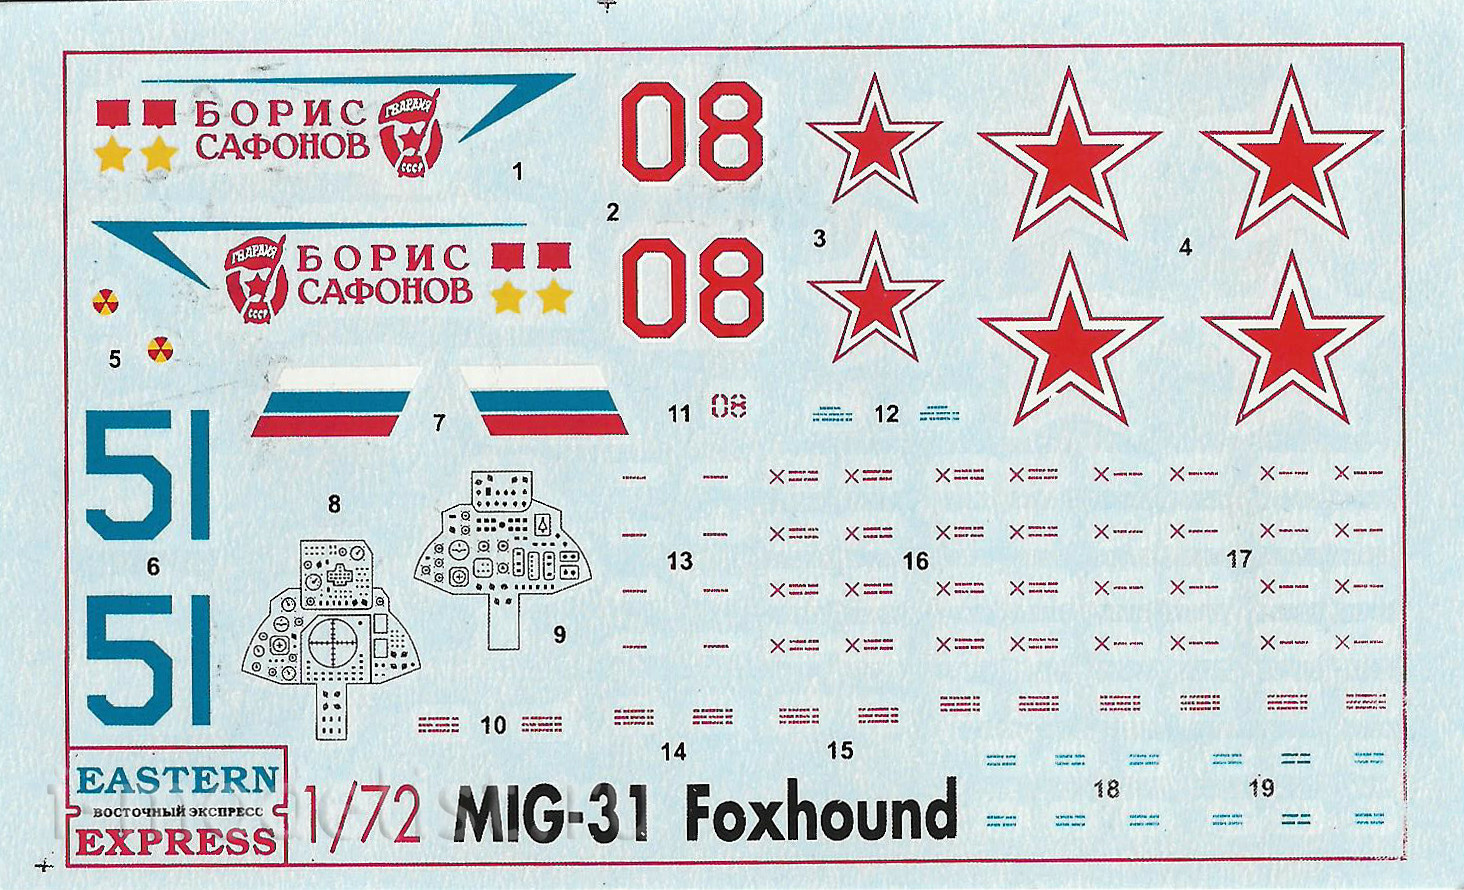 БОРИС
САФОНОВ
ГВАРДИЯ
СССР
1
08
2
3
4
ГВАРДИЯ
СССР
БОРИС
САФОНОВ
08
5
7
11
08
12
51
6
8
9
13
16
17
51
10
14
15
18
19
EASTERN
ВОСТОЧНЫЙ ЭКСПРЕСС
EXPRESS
1/72 MIG-31 Foxhound